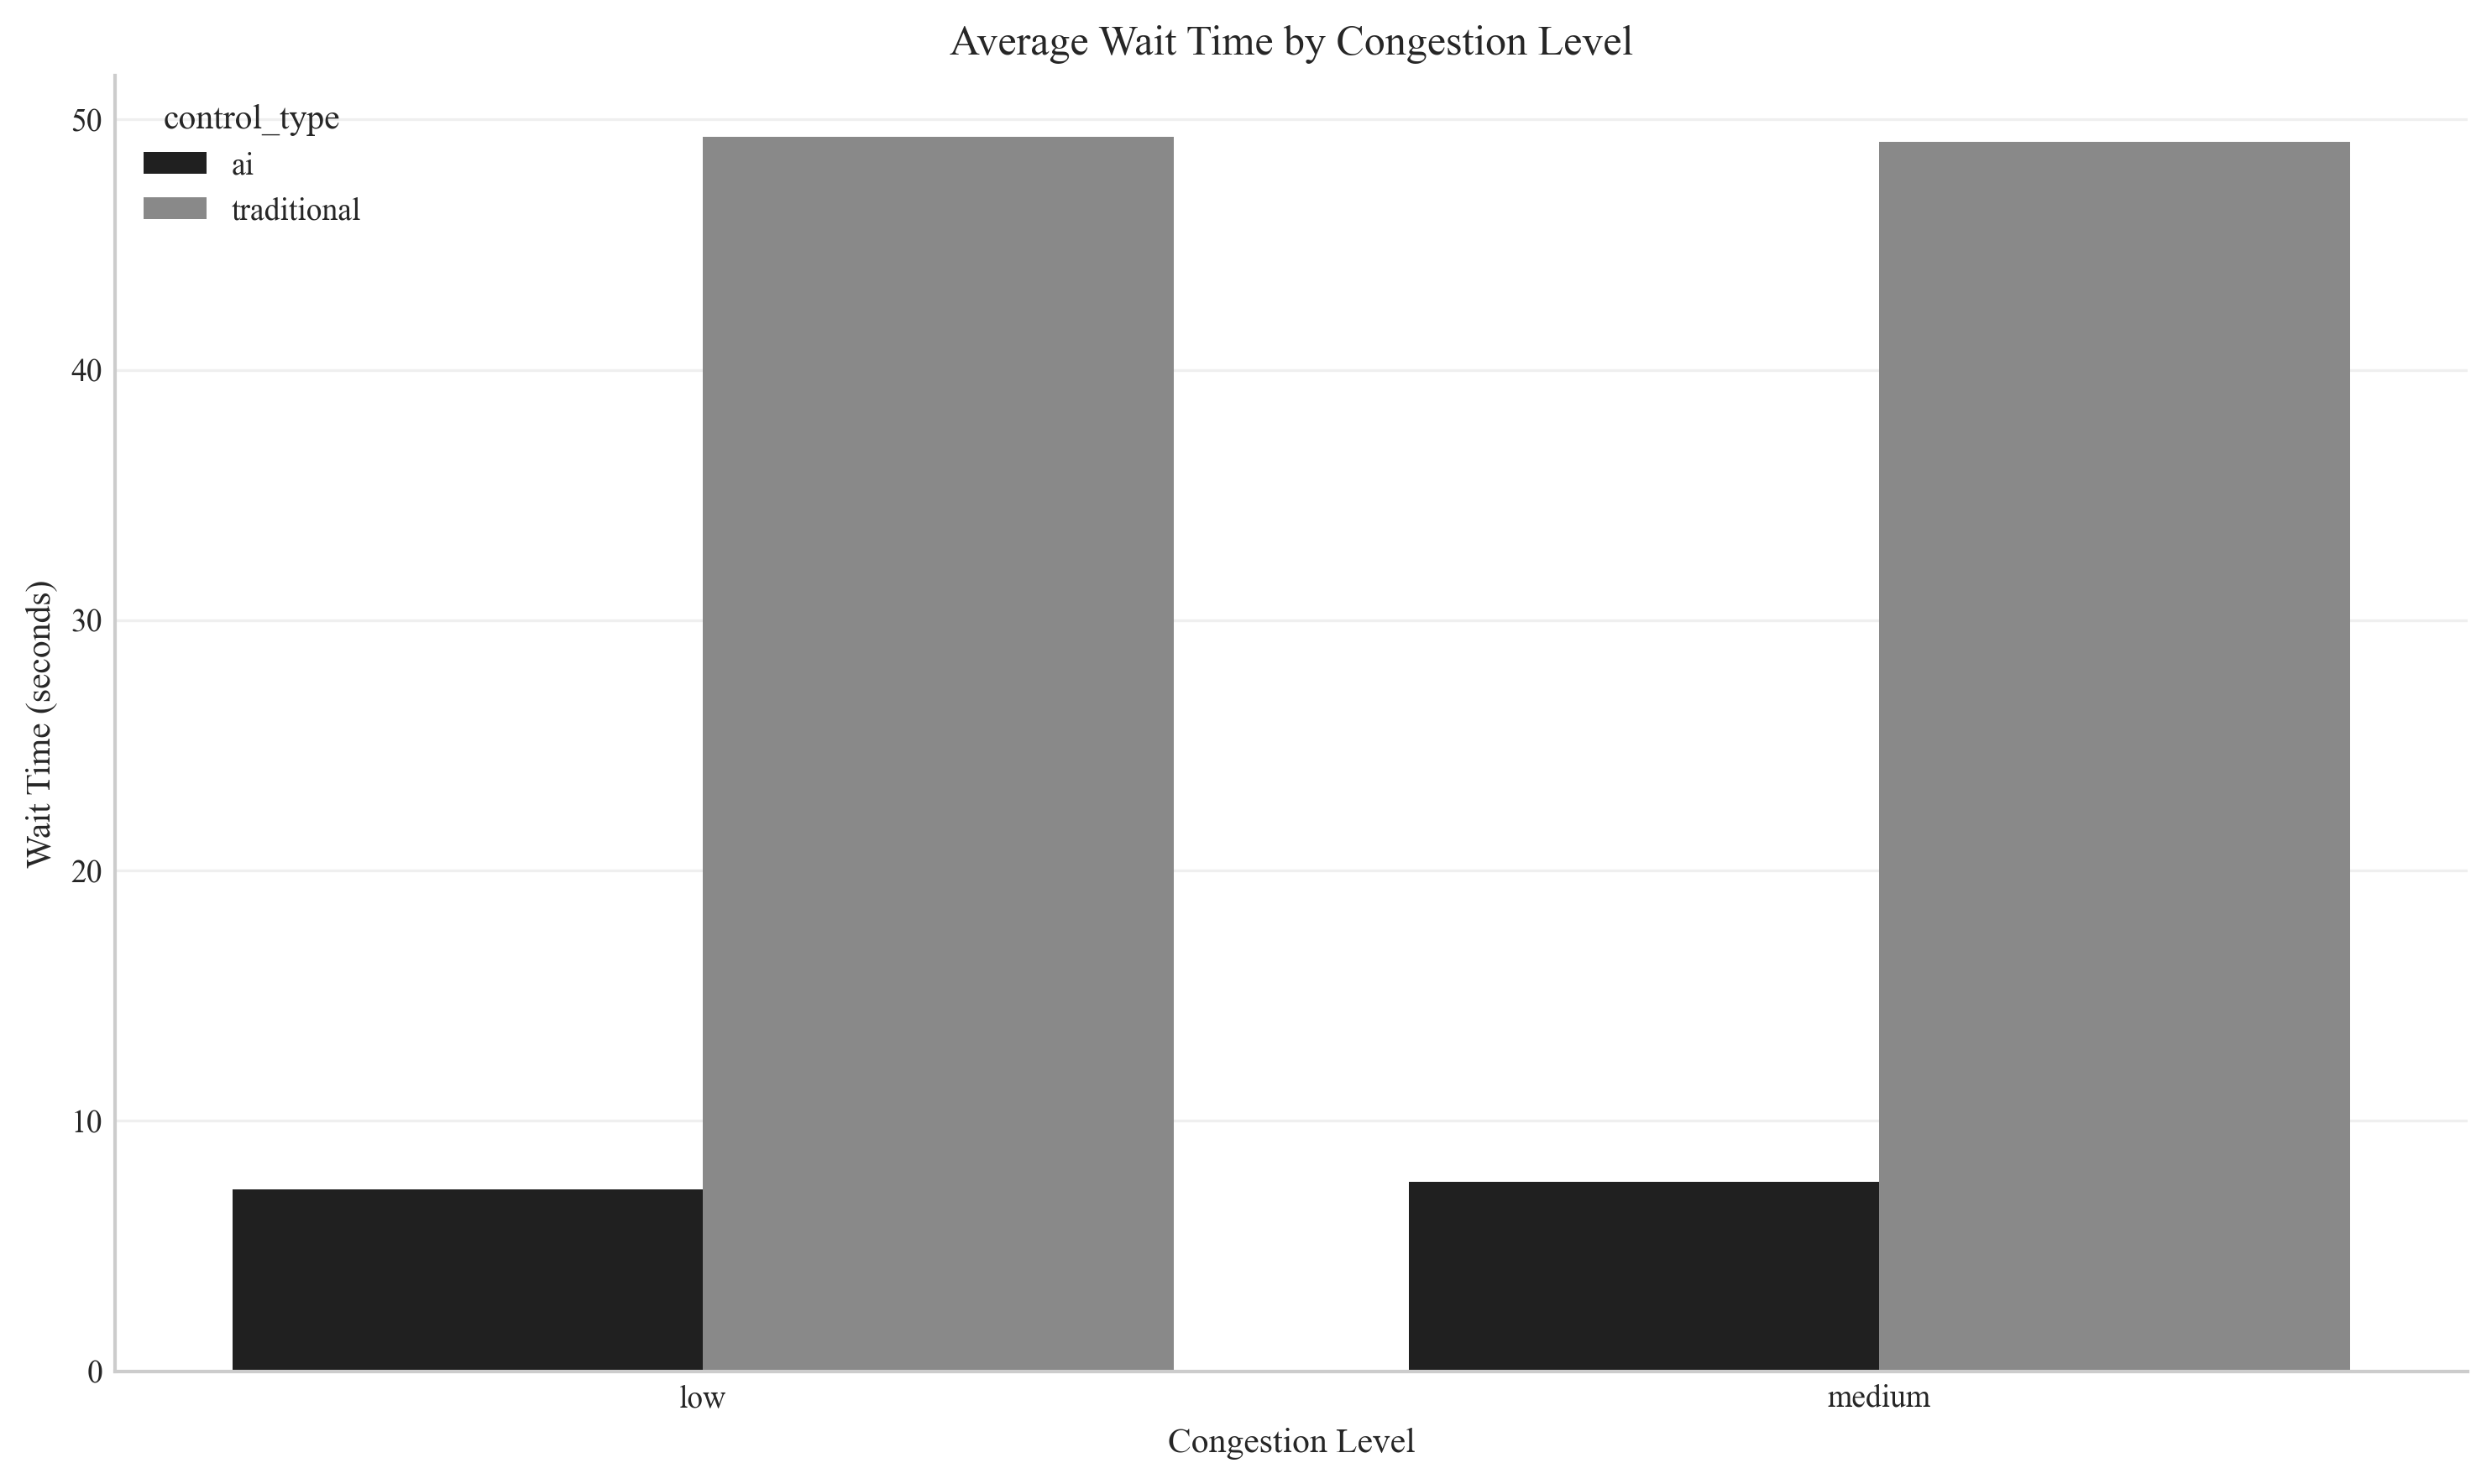 Average Wait Time by Congestion Level
control_type
ai
traditional
Wait Time (seconds)
50
40
30
20
10
0
low
medium
Congestion Level